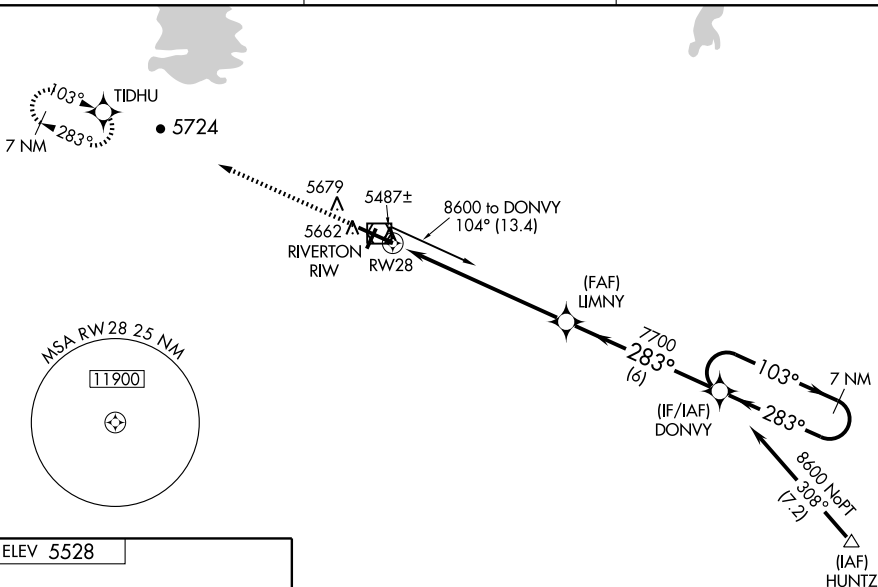 103°
TIDHU
283°
7 NM
5724
5679
5487±
8600 to DONVY
104° (13.4)
5662
RIVERTON
RIW
RW28
(FAF)
LIMNY
7700
283°
(6)
103°
7 NM
283°
(IF/IAF)
DONVY
8600 NoPT
308°
(7.2)
(IAF)
HUNTZ
MSA RW28 25 NM
11900
ELEV 5528